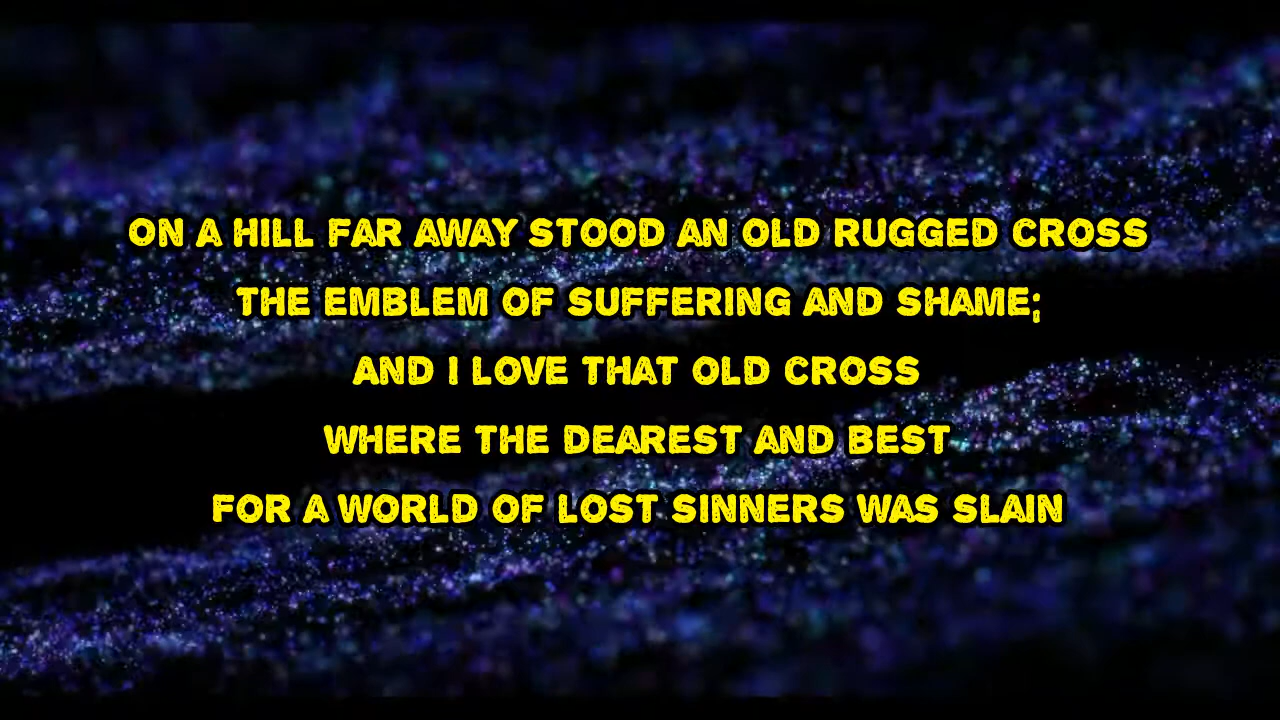 ON A HILL FAR AWAY STOOD AN OLD RUGGED CROSS
THE EMBLEM OF SUFFERING AND SHAME;
AND I LOVE THAT OLD CROSS
WHERE THE DEAREST AND BEST
FOR A WORLD OF LOST SINNERS WAS SLAIN